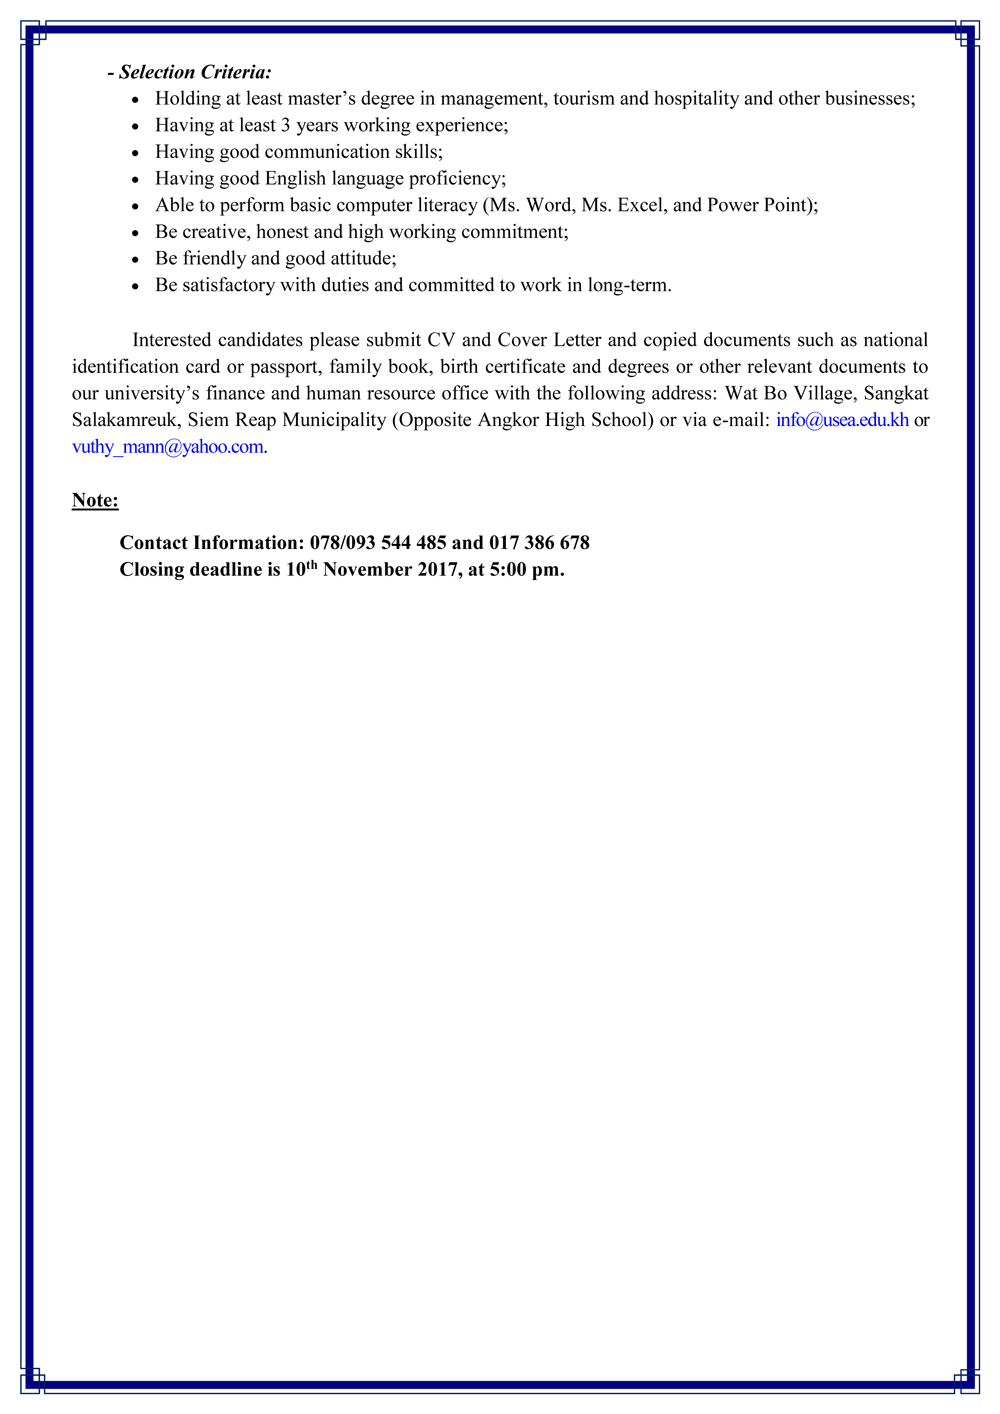 - Selection Criteria:
• Holding at least master’s degree in management, tourism and hospitality and other businesses;
• Having at least 3 years working experience;
• Having good communication skills;
• Having good English language proficiency;
• Able to perform basic computer literacy (Ms. Word, Ms. Excel, and Power Point);
• Be creative, honest and high working commitment;
• Be friendly and good attitude;
• Be satisfactory with duties and committed to work in long-term.
Interested candidates please submit CV and Cover Letter and copied documents such as national
identification card or passport, family book, birth certificate and degrees or other relevant documents to
our university’s finance and human resource office with the following address: Wat Bo Village, Sangkat
Salakamreuk, Siem Reap Municipality (Opposite Angkor High School) or via e-mail: info@usea.edu.kh or
vuthy_mann@yahoo.com.
Note:
Contact Information: 078/093 544 485 and 017 386 678
Closing deadline is 10th November 2017, at 5:00 pm.